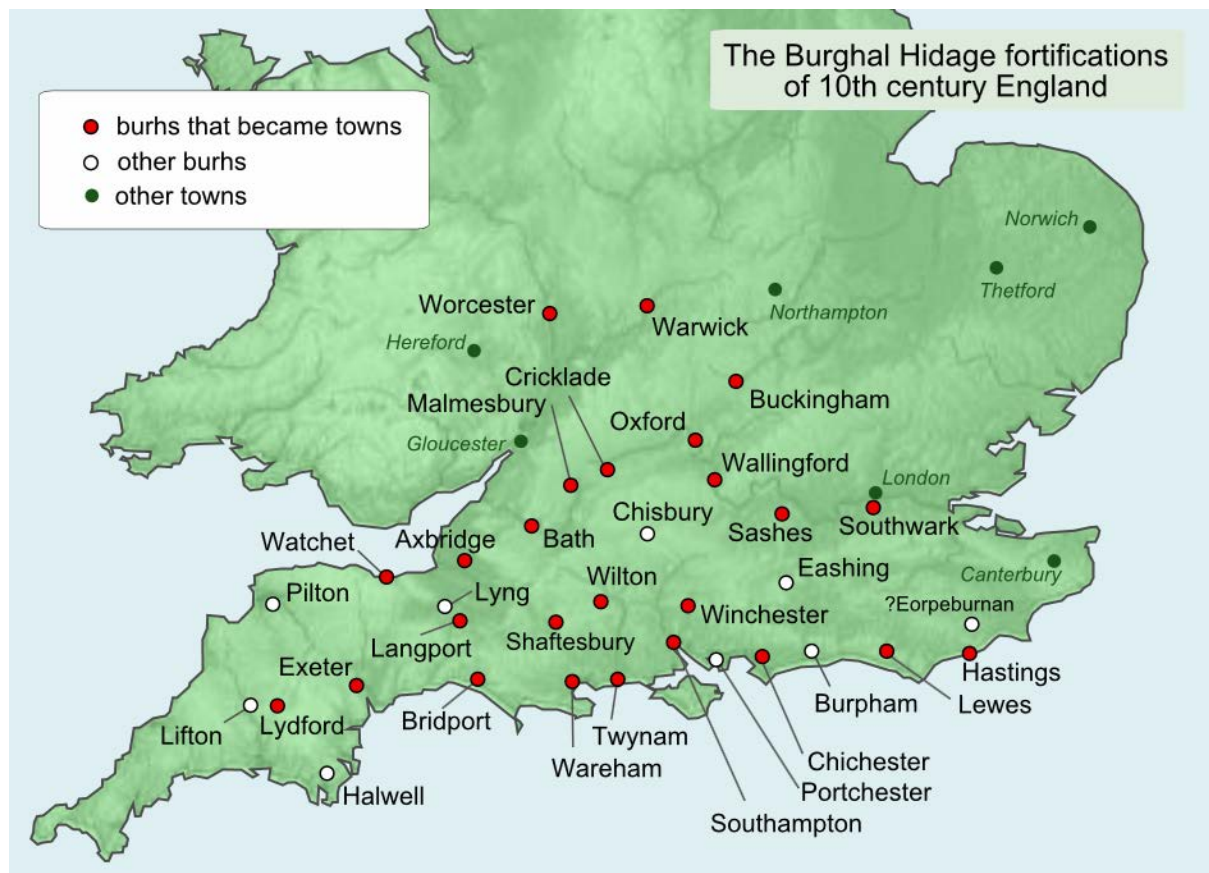 The Burghal Hidage fortifications
of 10th century England
burhs that became towns
other burhs
other towns
Norwich
Thetford
Northampton
Worcester
Warwick
Hereford
Cricklade
Malmesbury
Buckingham
Oxford
Gloucester
Wallingford
London
Chisbury
Sashes
Southwark
Watchet
Axbridge
Bath
Eashing
Canterbury
Pilton
Lyng
Wilton
?Eorpeburnan
Winchester
Langport
Shaftesbury
Exeter
Hastings
Lifton
Lydford
Bridport
Burpham
Lewes
Twynam
Wareham
Chichester
Portchester
Halwell
Southampton